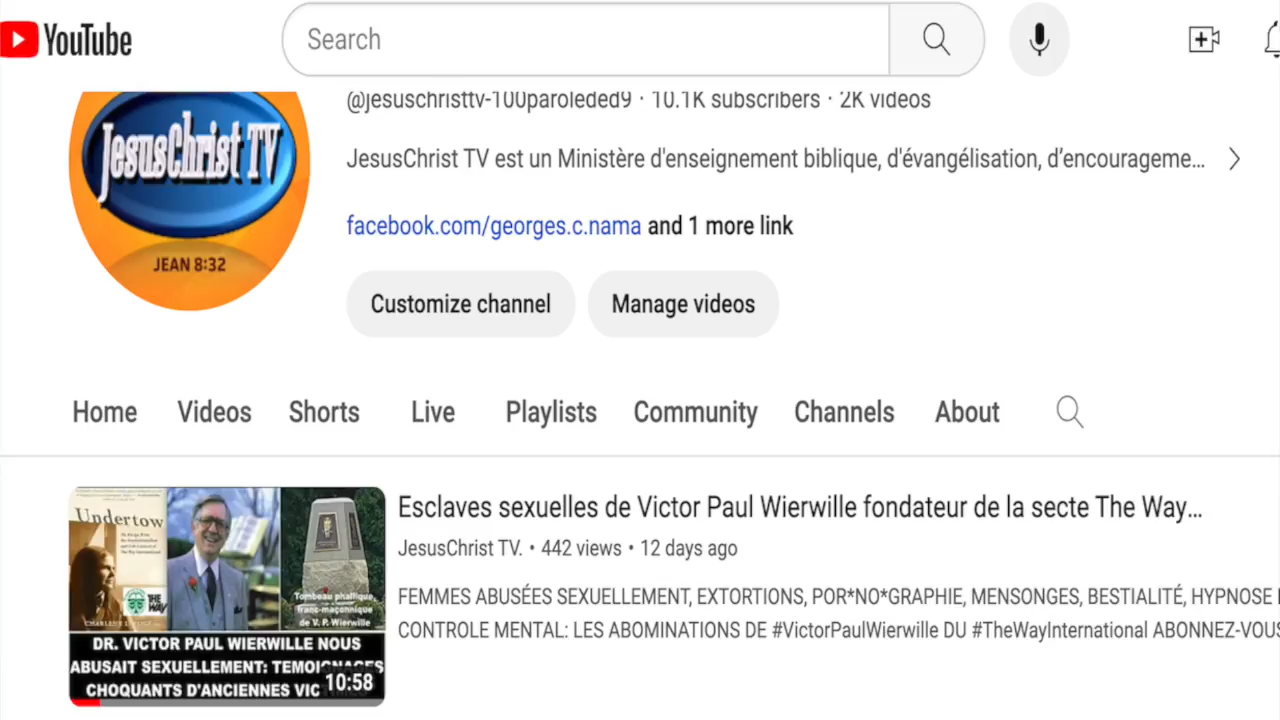 YouTube
Search
@jesuschristtv-100paroleded9 · 10.1K subscribers · 2K videos
JesusChrist TV
JEAN 8:32
JesusChrist TV est un Ministère d'enseignement biblique, d'évangélisation, d’encourageme...
facebook.com/georges.c.nama and 1 more link
Customize channel Manage videos
Home Videos Shorts Live Playlists Community Channels About
Esclaves sexuelles de Victor Paul Wierwille fondateur de la secte The Way...
JesusChrist TV. • 442 views • 12 days ago
FEMMES ABUSÉES SEXUELLEMENT, EXTORTIONS, POR*NO*GRAPHIE, MENSONGES, BESTIALITÉ, HYPNOSE
CONTROLE MENTAL: LES ABOMINATIONS DE #VictorPaulWierwille DU #TheWayInternational ABONNEZ-VOUS
Undertow
THE WAY
Tombeau phallique,
franc-maçonnique
de V. P. Wierwille
DR. VICTOR PAUL WIERWILLE NOUS
ABUSAIT SEXUELLEMENT: TEMOIGNAGES
CHOQUANTS D'ANCIENNES VIC
10:58